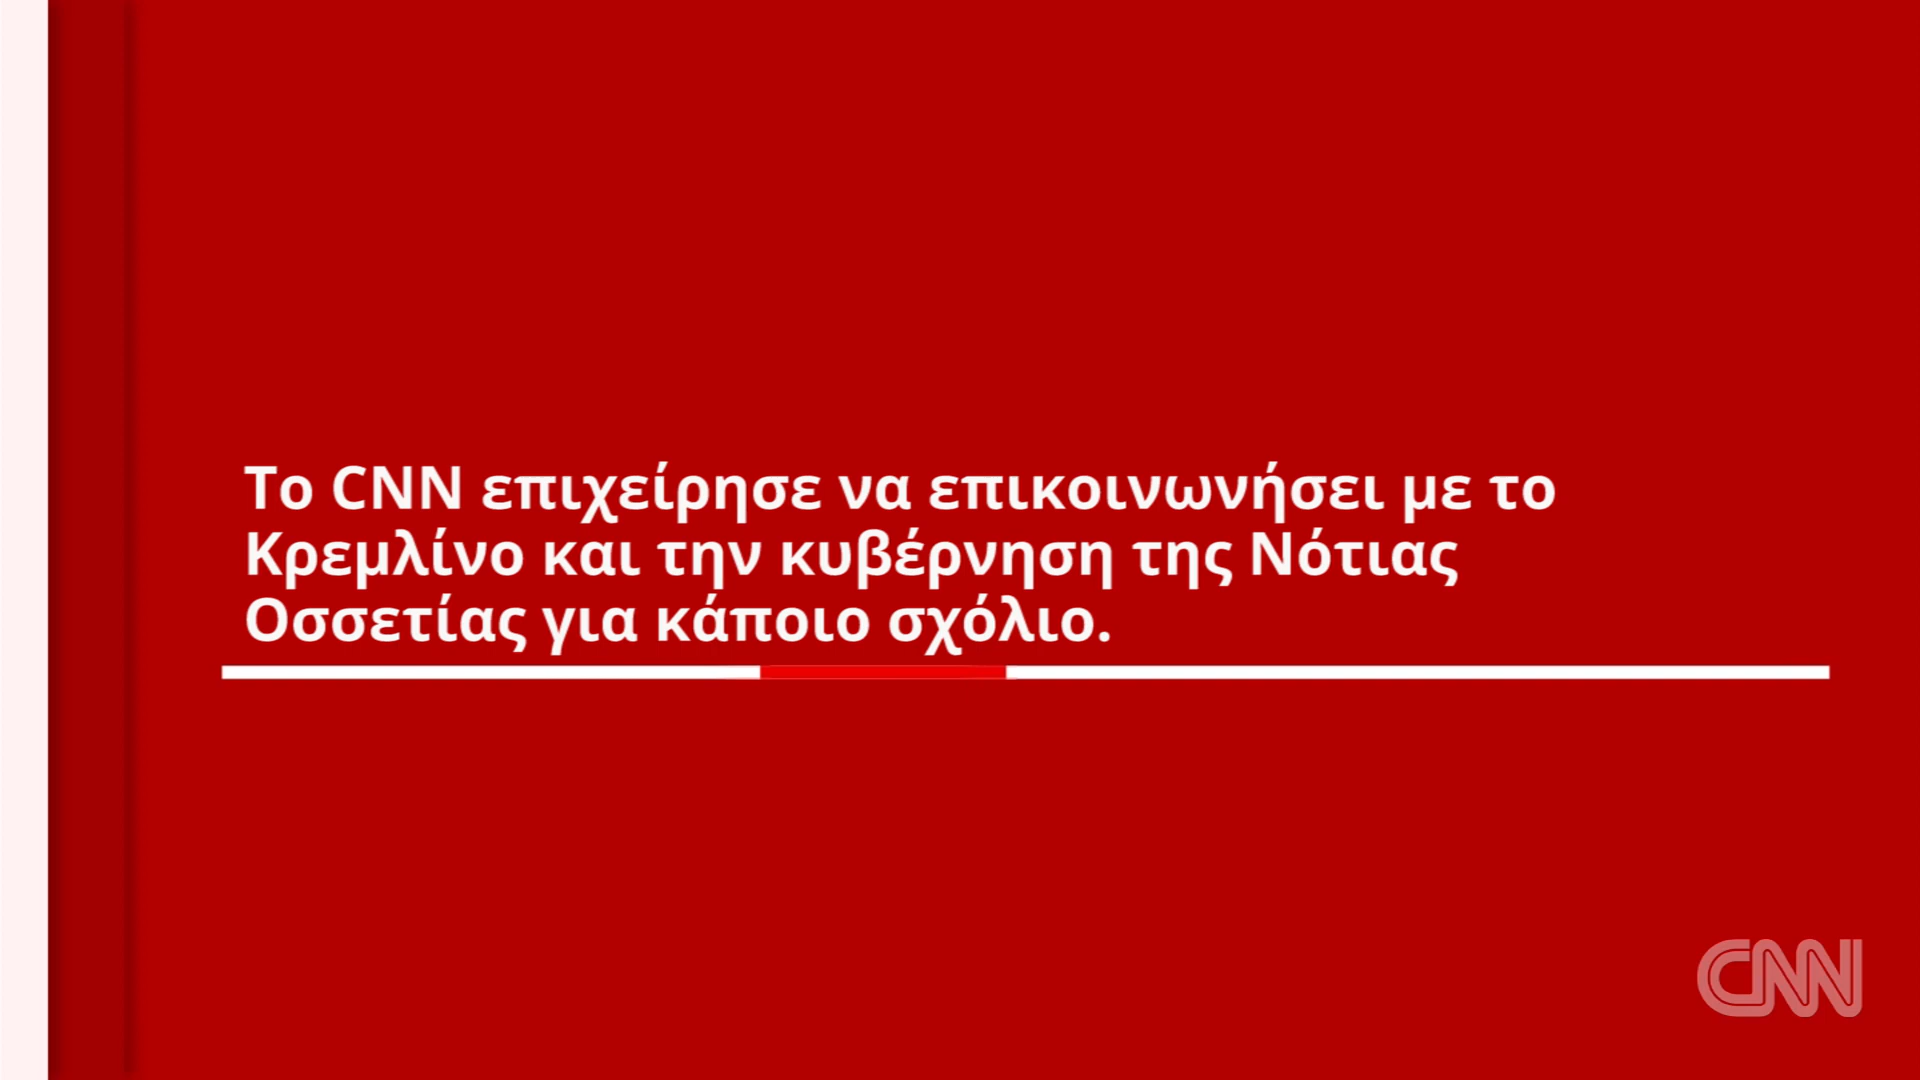 Το CNN επιχείρησε να επικοινωνήσει με το
Κρεμλίνο και την κυβέρνηση της Νότιας
Οσσετίας για κάποιο σχόλιο.
CNN